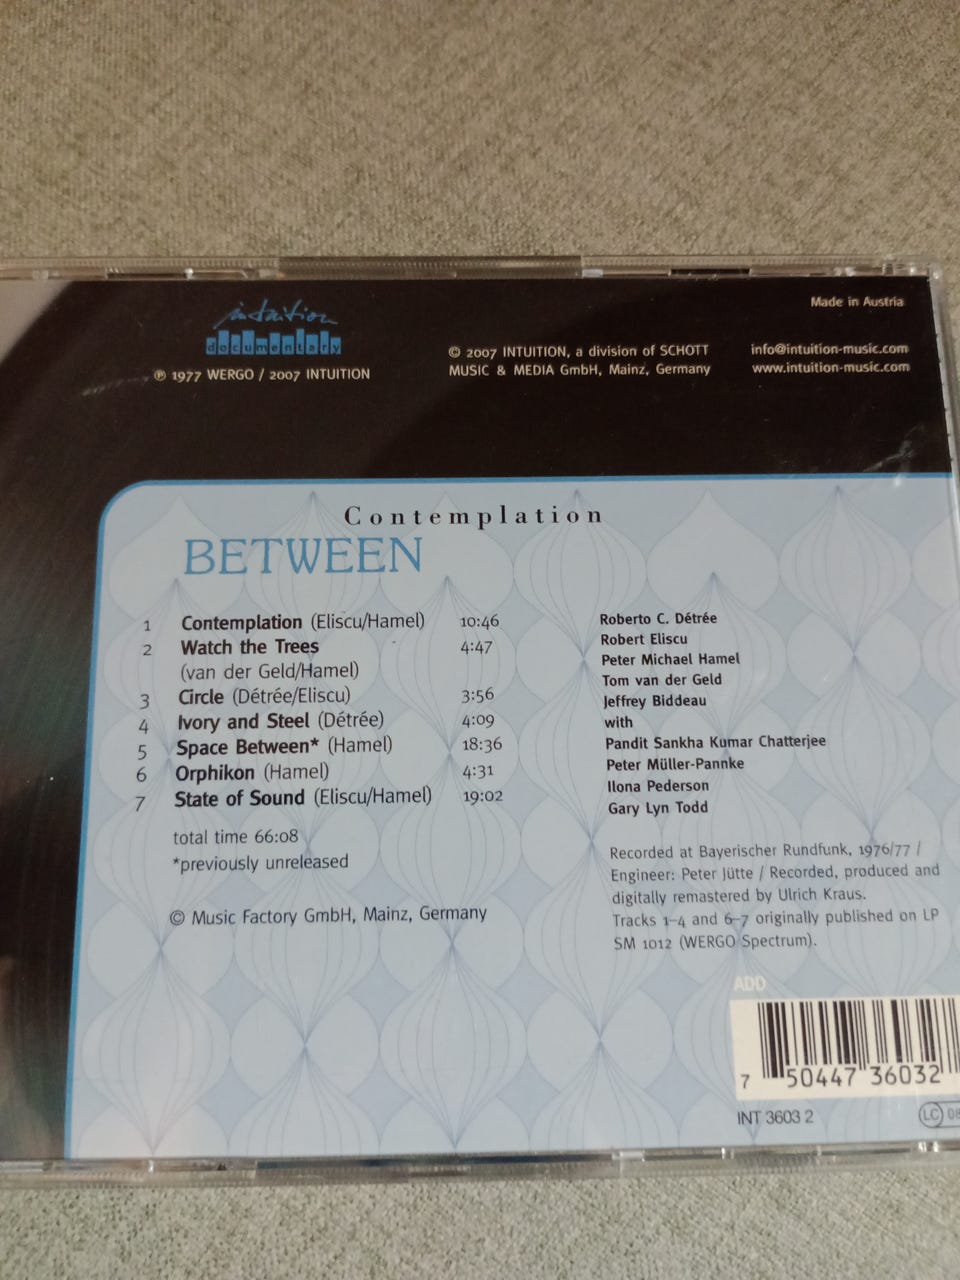 Made in Austria
intuition
documentary
℗ 1977 WERGO / 2007 INTUITION
© 2007 INTUITION, a division of SCHOTT
MUSIC & MEDIA GmbH, Mainz, Germany
info@intuition-music.com
www.intuition-music.com
Contemplation
BETWEEN
1 Contemplation (Eliscu/Hamel) 10:46
2 Watch the Trees 4:47
(van der Geld/Hamel)
3 Circle (Détrée/Eliscu) 3:56
4 Ivory and Steel (Détrée) 4:09
5 Space Between* (Hamel) 18:36
6 Orphikon (Hamel) 4:31
7 State of Sound (Eliscu/Hamel) 19:02
total time 66:08
*previously unreleased
© Music Factory GmbH, Mainz, Germany
Roberto C. Détrée
Robert Eliscu
Peter Michael Hamel
Tom van der Geld
Jeffrey Biddeau
with
Pandit Sankha Kumar Chatterjee
Peter Müller-Pannke
Ilona Pederson
Gary Lyn Todd
Recorded at Bayerischer Rundfunk, 1976/77 /
Engineer: Peter Jütte / Recorded, produced and
digitally remastered by Ulrich Kraus.
Tracks 1–4 and 6–7 originally published on LP
SM 1012 (WERGO Spectrum).
ADD
7 50447 36032
INT 3603 2
LC 08